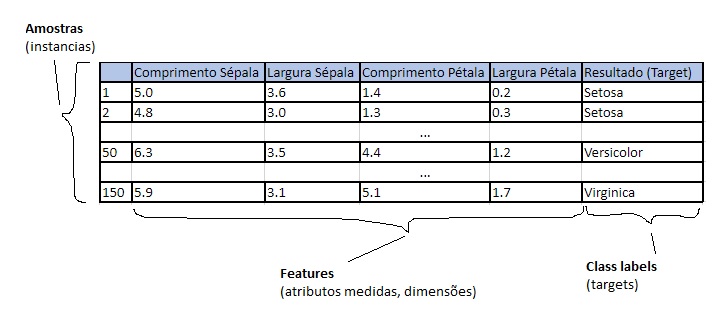 Amostras
(instancias)
Comprimento Sépala Largura Sépala Comprimento Pétala Largura Pétala Resultado (Target)
1 5.0 3.6 1.4 0.2 Setosa
2 4.8 3.0 1.3 0.3 Setosa
...
50 6.3 3.5 4.4 1.2 Versicolor
...
150 5.9 3.1 5.1 1.7 Virginica
Features
(atributos medidas, dimensões)
Class labels
(targets)